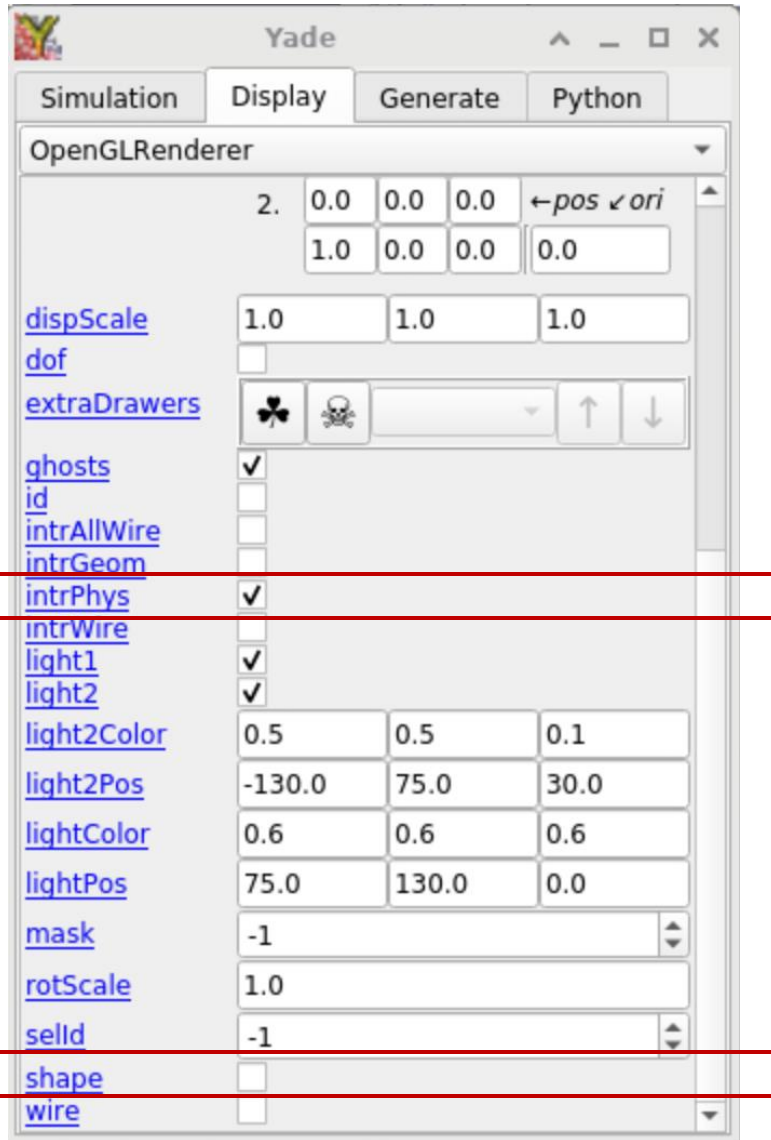 Yade
Simulation Display Generate Python
OpenGLRenderer
2. 0.0 0.0 0.0 ←pos ↙ori
1.0 0.0 0.0 0.0
dispScale 1.0 1.0 1.0
dof
extraDrawers ♣ ☠ ↑ ↓
ghosts ✓
id
intrAllWire
intrGeom
intrPhys ✓
intrWire
light1 ✓
light2 ✓
light2Color 0.5 0.5 0.1
light2Pos -130.0 75.0 30.0
lightColor 0.6 0.6 0.6
lightPos 75.0 130.0 0.0
mask -1
rotScale 1.0
selId -1
shape
wire